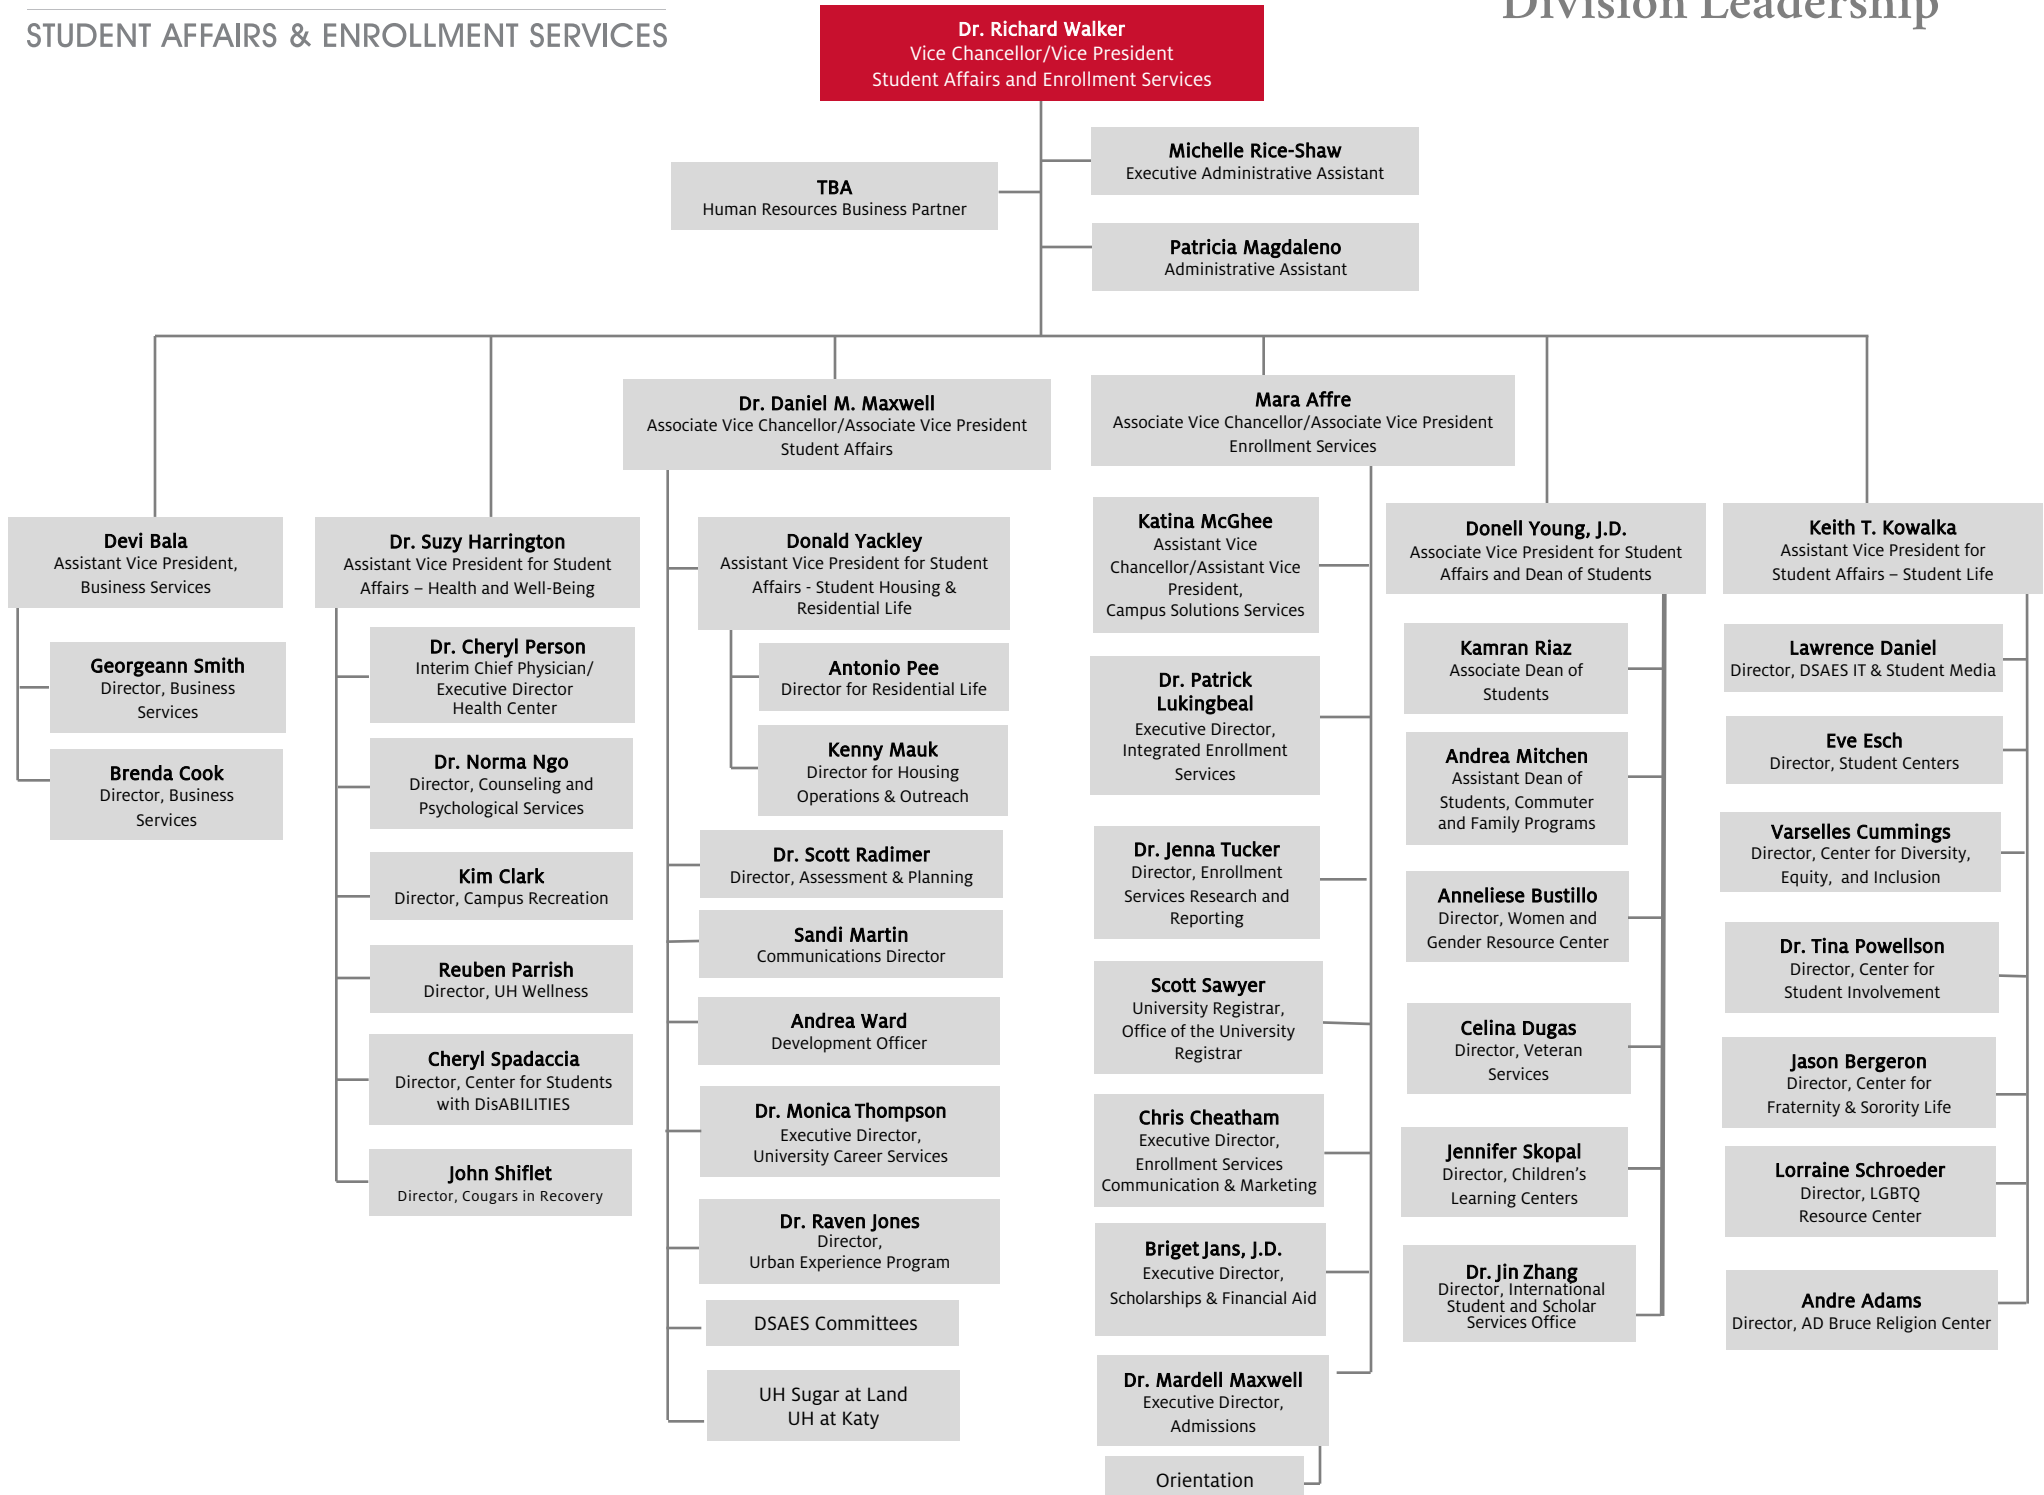 STUDENT AFFAIRS & ENROLLMENT SERVICES
Division Leadership
Dr. Richard Walker
Vice Chancellor/Vice President
Student Affairs and Enrollment Services
Michelle Rice-Shaw
Executive Administrative Assistant
TBA
Human Resources Business Partner
Patricia Magdaleno
Administrative Assistant
Dr. Daniel M. Maxwell
Associate Vice Chancellor/Associate Vice President
Student Affairs
Mara Affre
Associate Vice Chancellor/Associate Vice President
Enrollment Services
Devi Bala
Assistant Vice President,
Business Services
Georgeann Smith
Director, Business
Services
Brenda Cook
Director, Business
Services
Dr. Suzy Harrington
Assistant Vice President for Student
Affairs – Health and Well-Being
Dr. Cheryl Person
Interim Chief Physician/
Executive Director
Health Center
Dr. Norma Ngo
Director, Counseling and
Psychological Services
Kim Clark
Director, Campus Recreation
Reuben Parrish
Director, UH Wellness
Cheryl Spadaccia
Director, Center for Students
with DisABILITIES
John Shiflet
Director, Cougars in Recovery
Donald Yackley
Assistant Vice President for Student
Affairs - Student Housing &
Residential Life
Antonio Pee
Director for Residential Life
Kenny Mauk
Director for Housing
Operations & Outreach
Dr. Scott Radimer
Director, Assessment & Planning
Sandi Martin
Communications Director
Andrea Ward
Development Officer
Dr. Monica Thompson
Executive Director,
University Career Services
Dr. Raven Jones
Director,
Urban Experience Program
DSAES Committees
UH Sugar at Land
UH at Katy
Katina McGhee
Assistant Vice
Chancellor/Assistant Vice
President,
Campus Solutions Services
Dr. Patrick
Lukingbeal
Executive Director,
Integrated Enrollment
Services
Dr. Jenna Tucker
Director, Enrollment
Services Research and
Reporting
Scott Sawyer
University Registrar,
Office of the University
Registrar
Chris Cheatham
Executive Director,
Enrollment Services
Communication & Marketing
Briget Jans, J.D.
Executive Director,
Scholarships & Financial Aid
Dr. Mardell Maxwell
Executive Director,
Admissions
Orientation
Donell Young, J.D.
Associate Vice President for Student
Affairs and Dean of Students
Kamran Riaz
Associate Dean of
Students
Andrea Mitchen
Assistant Dean of
Students, Commuter
and Family Programs
Anneliese Bustillo
Director, Women and
Gender Resource Center
Celina Dugas
Director, Veteran
Services
Jennifer Skopal
Director, Children's
Learning Centers
Dr. Jin Zhang
Director, International
Student and Scholar
Services Office
Keith T. Kowalka
Assistant Vice President for
Student Affairs – Student Life
Lawrence Daniel
Director, DSAES IT & Student Media
Eve Esch
Director, Student Centers
Varselles Cummings
Director, Center for Diversity,
Equity, and Inclusion
Dr. Tina Powellson
Director, Center for
Student Involvement
Jason Bergeron
Director, Center for
Fraternity & Sorority Life
Lorraine Schroeder
Director, LGBTQ
Resource Center
Andre Adams
Director, AD Bruce Religion Center